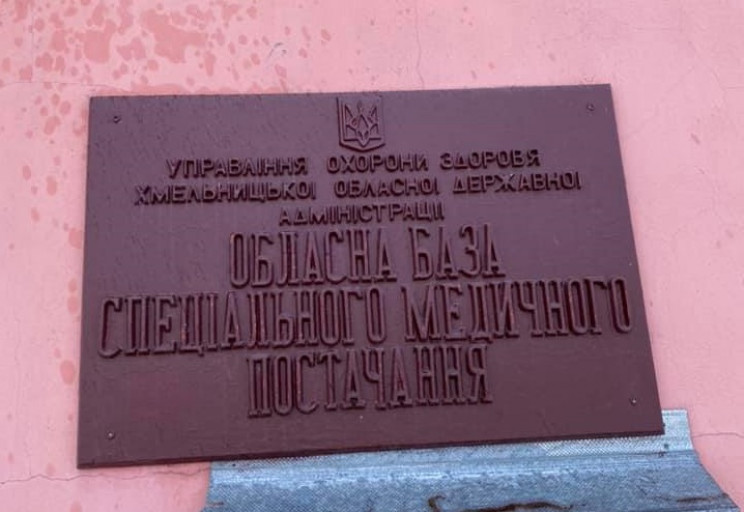 УПРАВЛІННЯ ОХОРОНИ ЗДОРОВЯ
ХМЕЛЬНИЦЬКОЇ ОБЛАСНОЇ ДЕРЖАВНОЇ
АДМІНІСТРАЦІЇ
ОБЛАСНА БАЗА
СПЕЦІАЛЬНОГО МЕДИЧНОГО
ПОСТАЧАННЯ